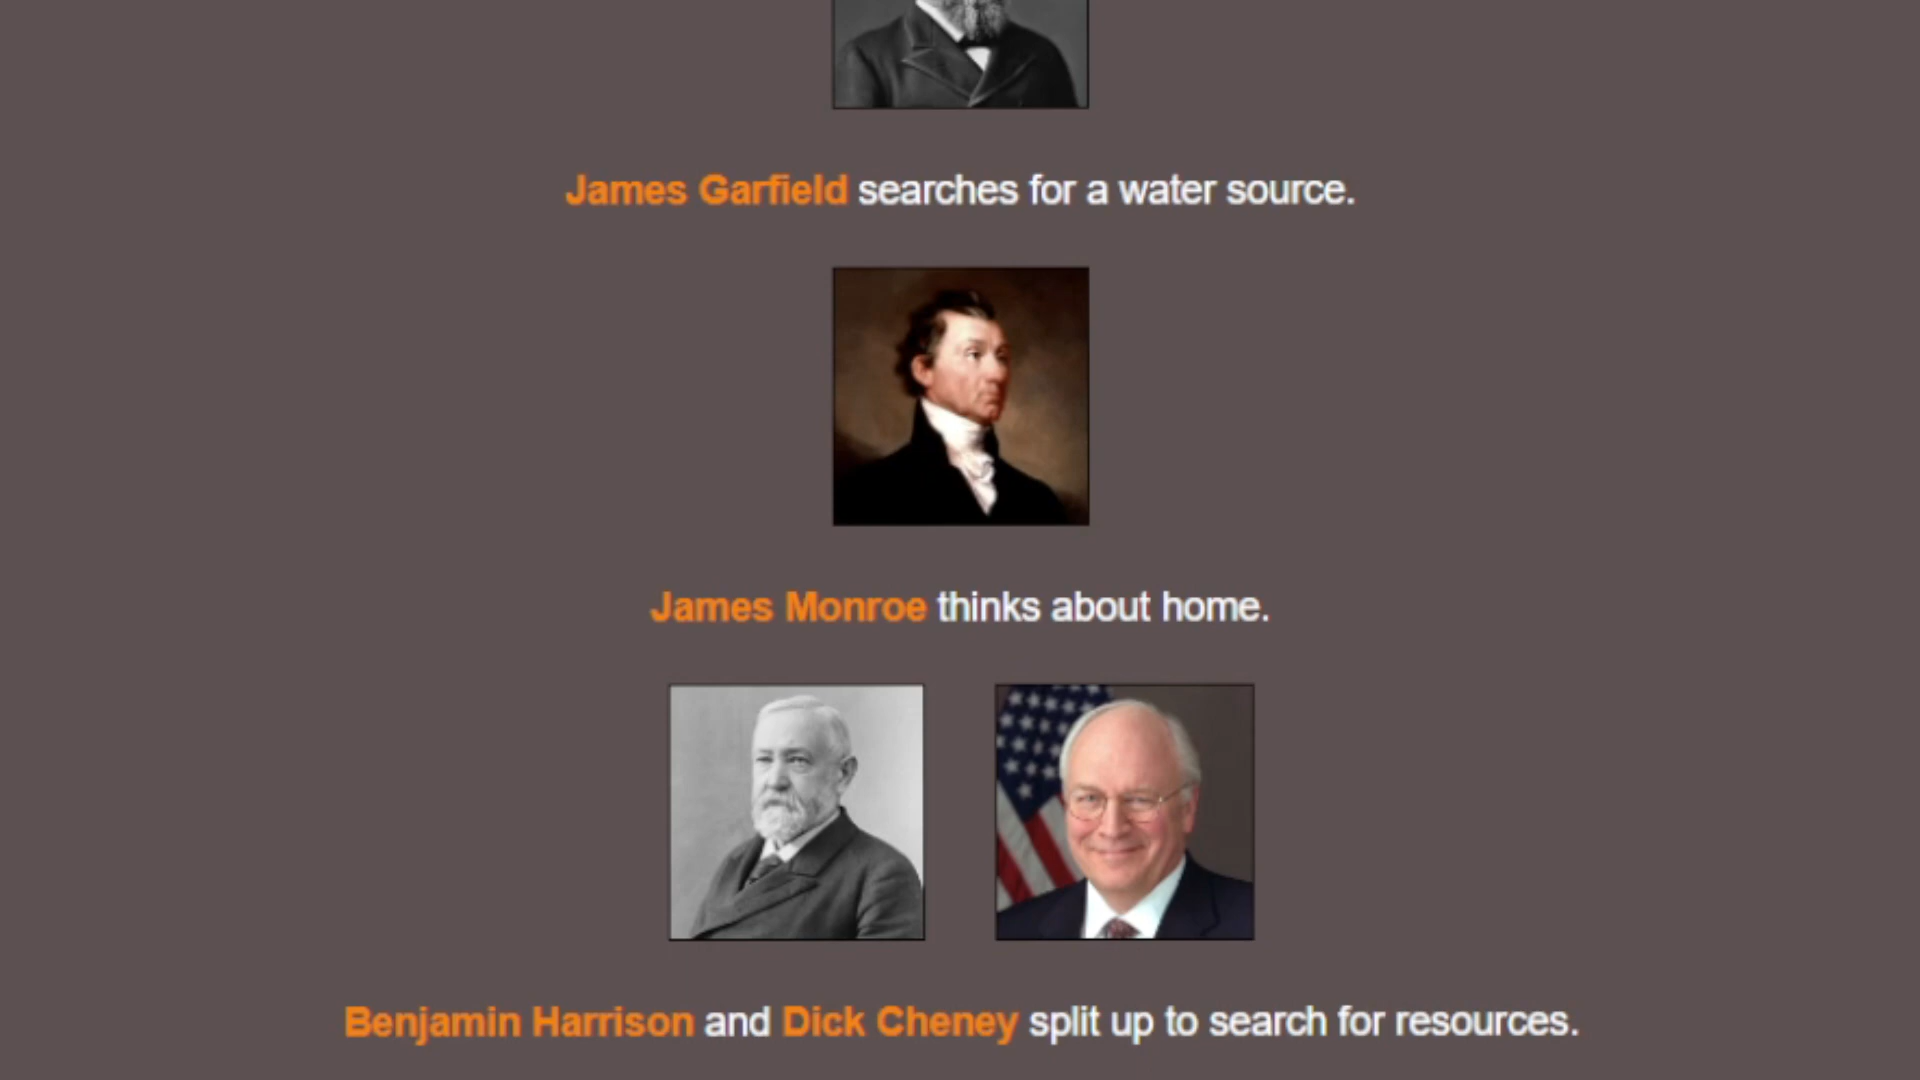 James Garfield searches for a water source.
James Monroe thinks about home.
Benjamin Harrison and Dick Cheney split up to search for resources.